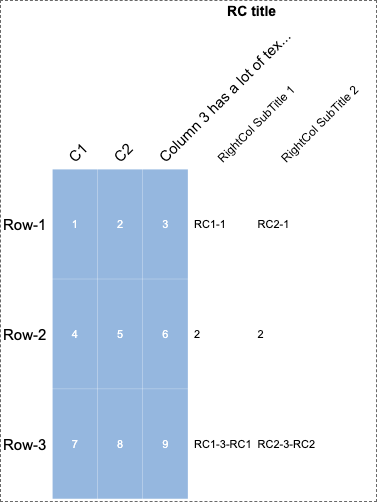 RC title
C1
C2
Column 3 has a lot of tex...
RightCol SubTitle 1
RightCol SubTitle 2
Row-1 1 2 3 RC1-1 RC2-1
Row-2 4 5 6 2 2
Row-3 7 8 9 RC1-3-RC1 RC2-3-RC2